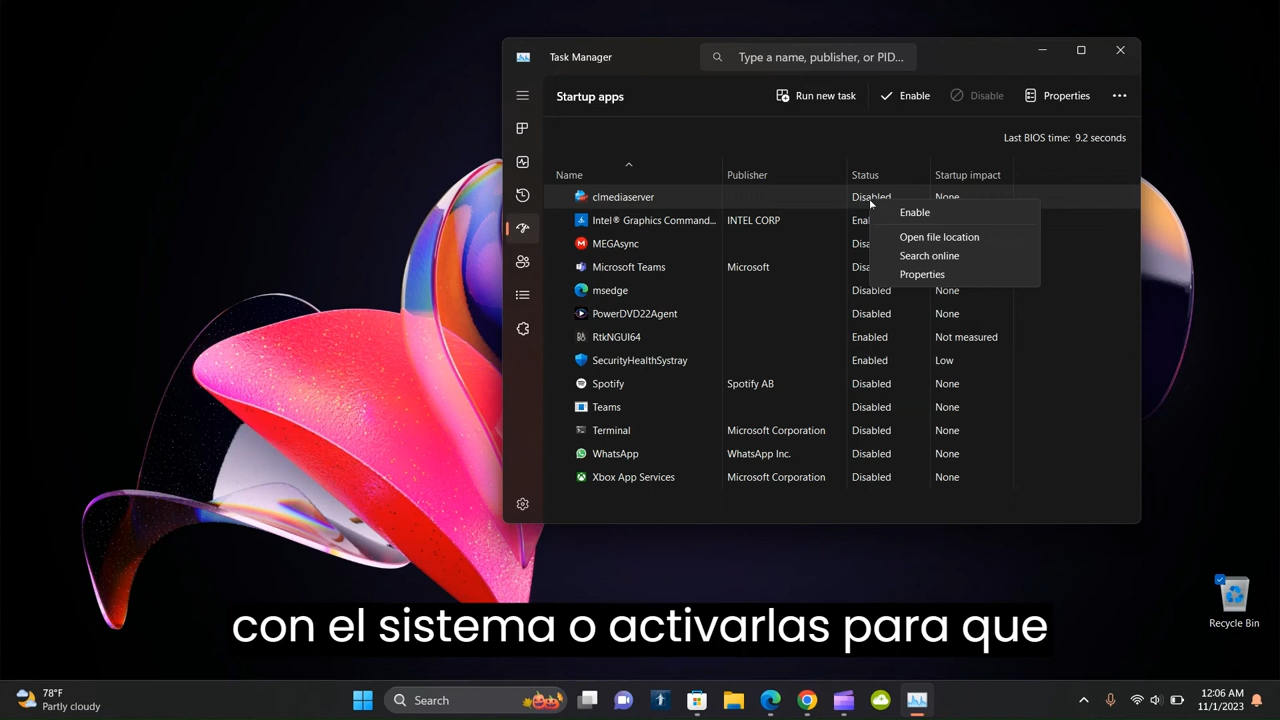 Task Manager
Type a name, publisher, or PID...
Startup apps
Run new task
Enable
Disable
Properties
Last BIOS time: 9.2 seconds
Name Publisher Status Startup impact
clmediaserver Disabled None
Intel® Graphics Command... INTEL CORP
MEGAsync
Microsoft Teams Microsoft
msedge Disabled None
PowerDVD22Agent Disabled None
RtkNGUI64 Enabled Not measured
SecurityHealthSystray Enabled Low
Spotify Spotify AB Disabled None
Teams Disabled None
Terminal Microsoft Corporation Disabled None
WhatsApp WhatsApp Inc. Disabled None
Xbox App Services Microsoft Corporation Disabled None
Enable
Open file location
Search online
Properties
Recycle Bin
con el sistema o activarlas para que
78°F
Partly cloudy
Search
12:06 AM
11/1/2023